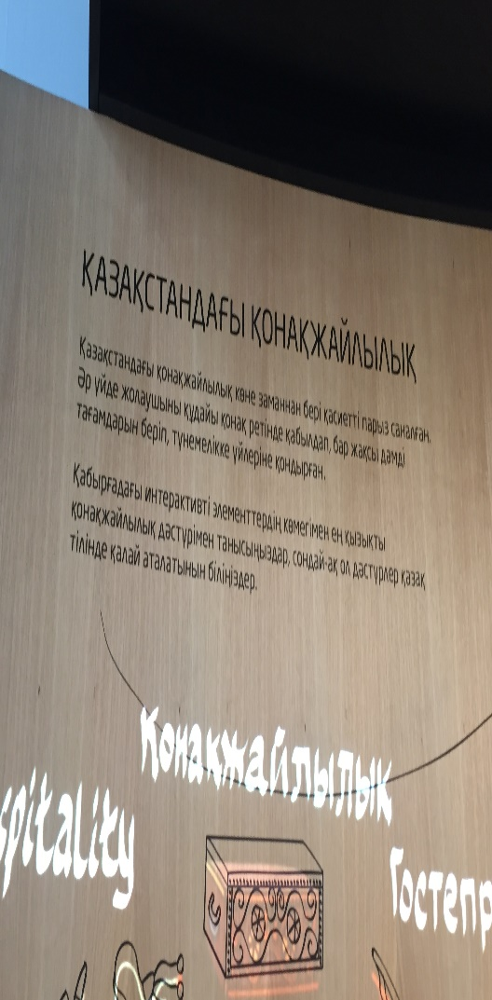 ҚАЗАҚСТАНДАҒЫ ҚОНАҚЖАЙЛЫЛЫҚ
Қазақстандағы қонақжайлылық көне заманнан бері қасиетті парыз саналған.
Әр үйде жолаушыны құдайы қонақ ретінде қабылдап, бар жақсы дәмді
тағамдарын беріп, түнемелікке үйлеріне қондырған.
Қабырғадағы интерактивті элементтердің көмегімен ең қызықты
қонақжайлылық дәстүрімен танысыңыздар, сондай-ақ ол дәстүрлер қазақ
тілінде қалай аталатынын біліңіздер.
Қонақжайлылық
spitality
Гостепр